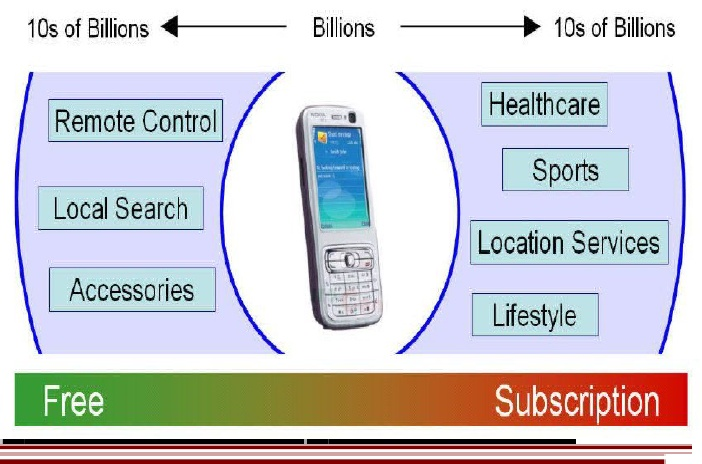 10s of Billions Billions 10s of Billions
Remote Control
Local Search
Accessories
Healthcare
Sports
Location Services
Lifestyle
Free Subscription